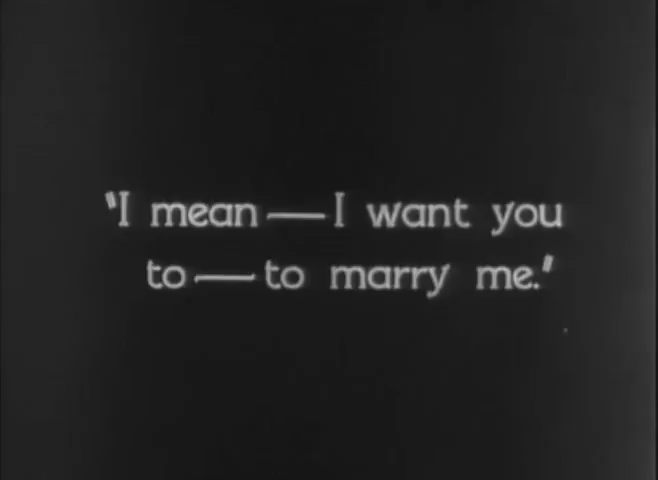 "I mean — I want you
to — to marry me."